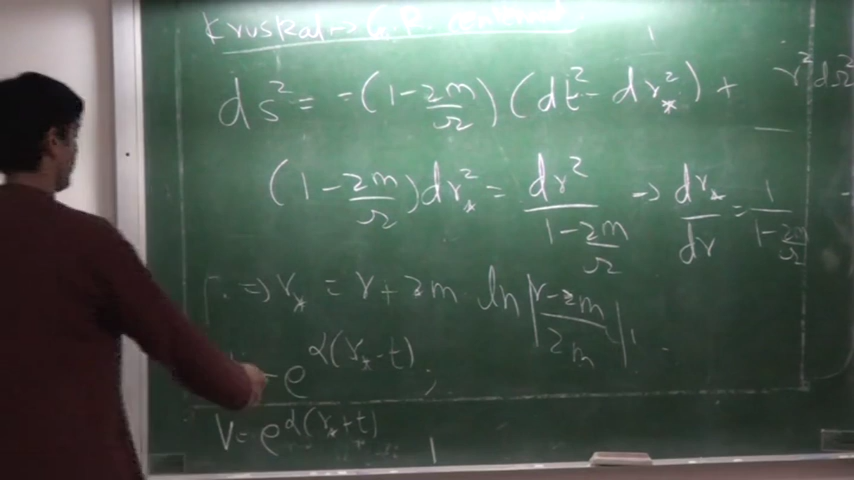 Kruskal → G.R.
ds² = -(1-2m/r)(dt² - dr*²) + r²dΩ²
(1-2m/r)dr*² = dr²/(1-2m/r) → dr*/dr = 1/(1-2m/r)
⇒ r* = r + 2m ln|(r-2m)/2m|
= e^α(r*-t);
V = e^α(r*+t)